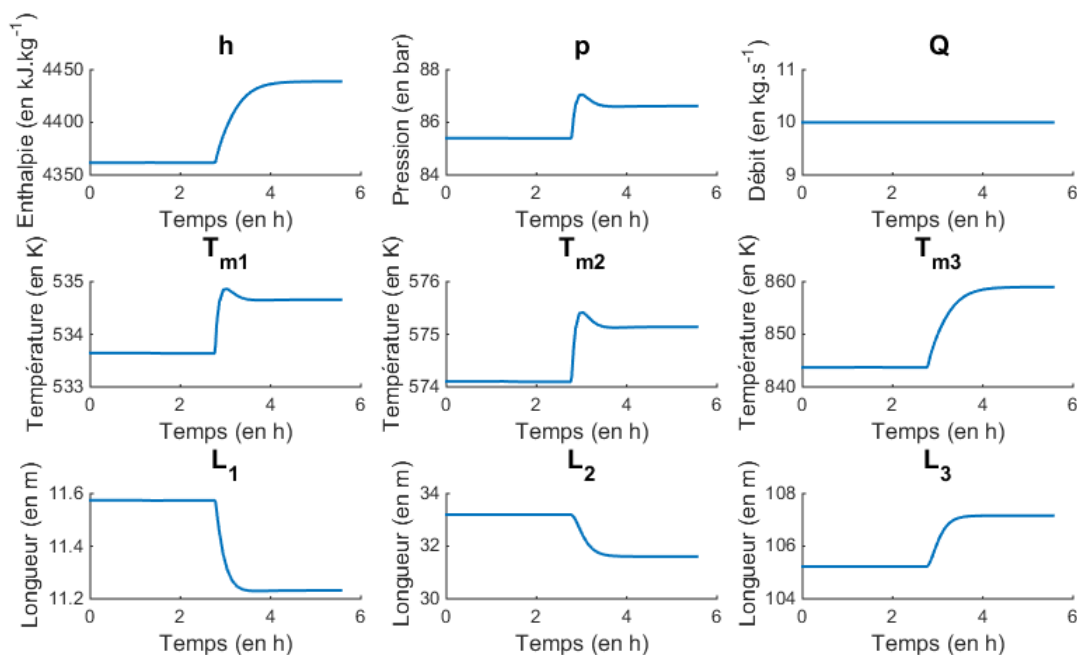 h
Enthalpie (en kJ.kg⁻¹)
4450
4400
4350
0 2 4 6
Temps (en h)
p
Pression (en bar)
88
86
84
0 2 4 6
Temps (en h)
Q
Débit (en kg.s⁻¹)
11
10
9
0 2 4 6
Temps (en h)
Tm1
Température (en K)
535
534
533
0 2 4 6
Temps (en h)
Tm2
Température (en K)
576
575
574
0 2 4 6
Temps (en h)
Tm3
Température (en K)
860
850
840
0 2 4 6
Temps (en h)
L1
Longueur (en m)
11.6
11.4
11.2
0 2 4 6
Temps (en h)
L2
Longueur (en m)
34
32
30
0 2 4 6
Temps (en h)
L3
Longueur (en m)
108
106
104
0 2 4 6
Temps (en h)